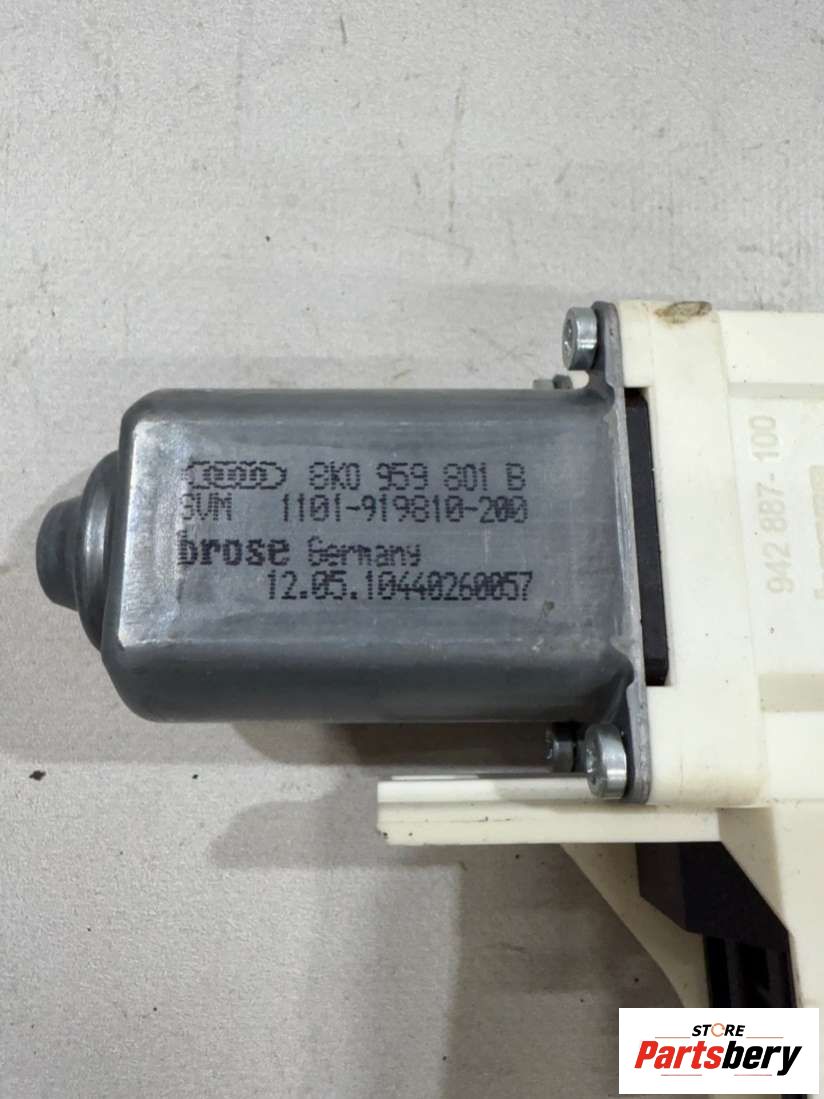 8K0 959 801 B
SVM 1101-919810-200
brose Germany
12.05.10440260057
942 887-100
STORE
Partsbery